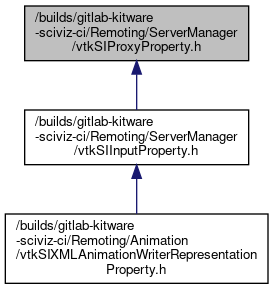 /builds/gitlab-kitware
-sciviz-ci/Remoting/ServerManager
/vtkSIProxyProperty.h
/builds/gitlab-kitware
-sciviz-ci/Remoting/ServerManager
/vtkSIInputProperty.h
/builds/gitlab-kitware
-sciviz-ci/Remoting/Animation
/vtkSIXMLAnimationWriterRepresentation
Property.h